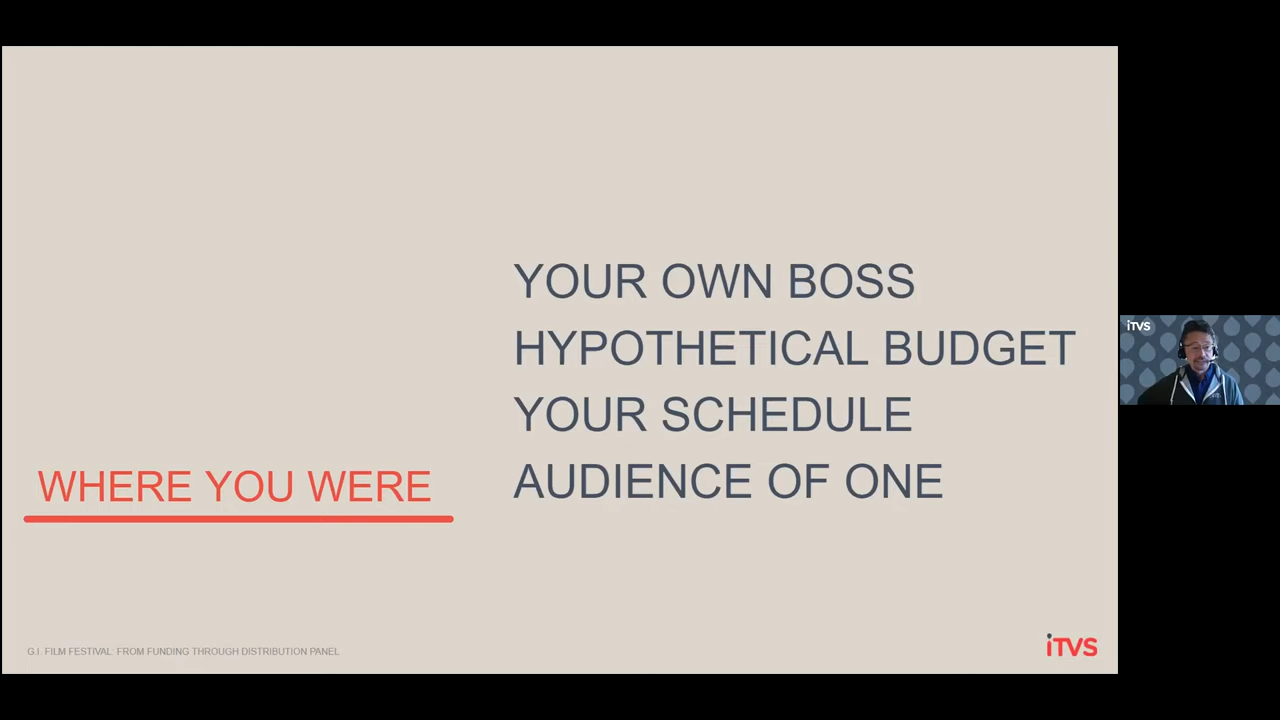 YOUR OWN BOSS
HYPOTHETICAL BUDGET
YOUR SCHEDULE
AUDIENCE OF ONE
WHERE YOU WERE
G.I. FILM FESTIVAL: FROM FUNDING THROUGH DISTRIBUTION PANEL
iTVS
iTVS